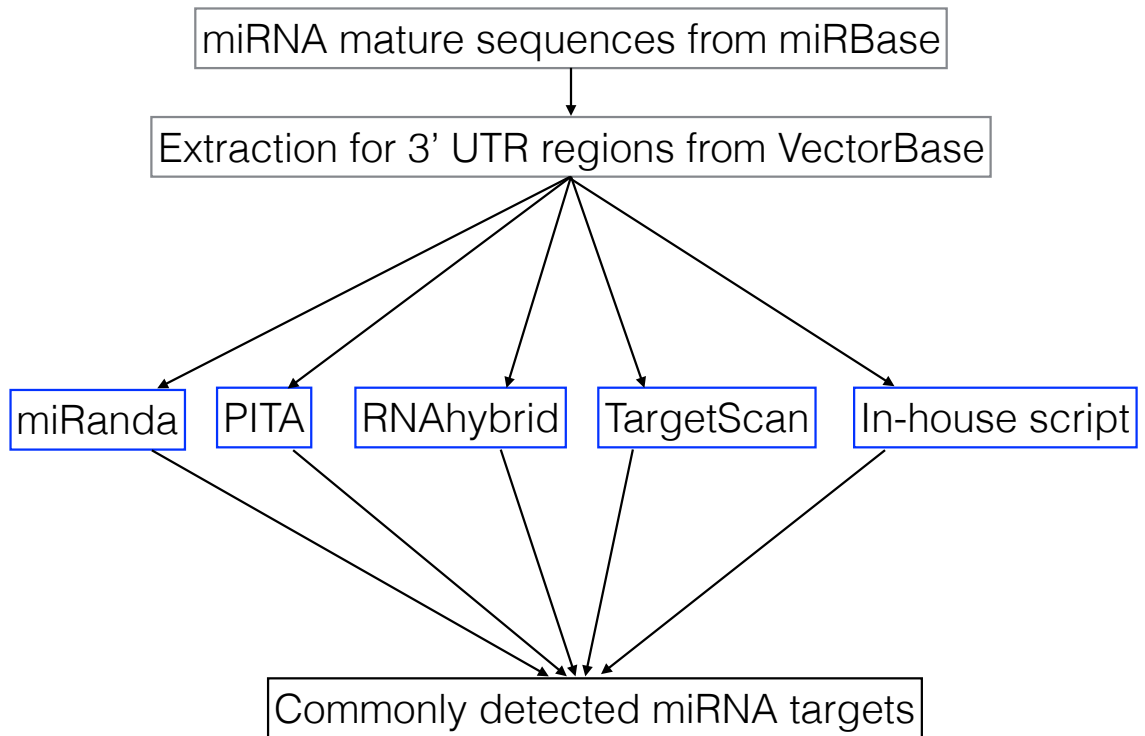 miRNA mature sequences from miRBase
Extraction for 3’ UTR regions from VectorBase
miRanda
PITA
RNAhybrid
TargetScan
In-house script
Commonly detected miRNA targets